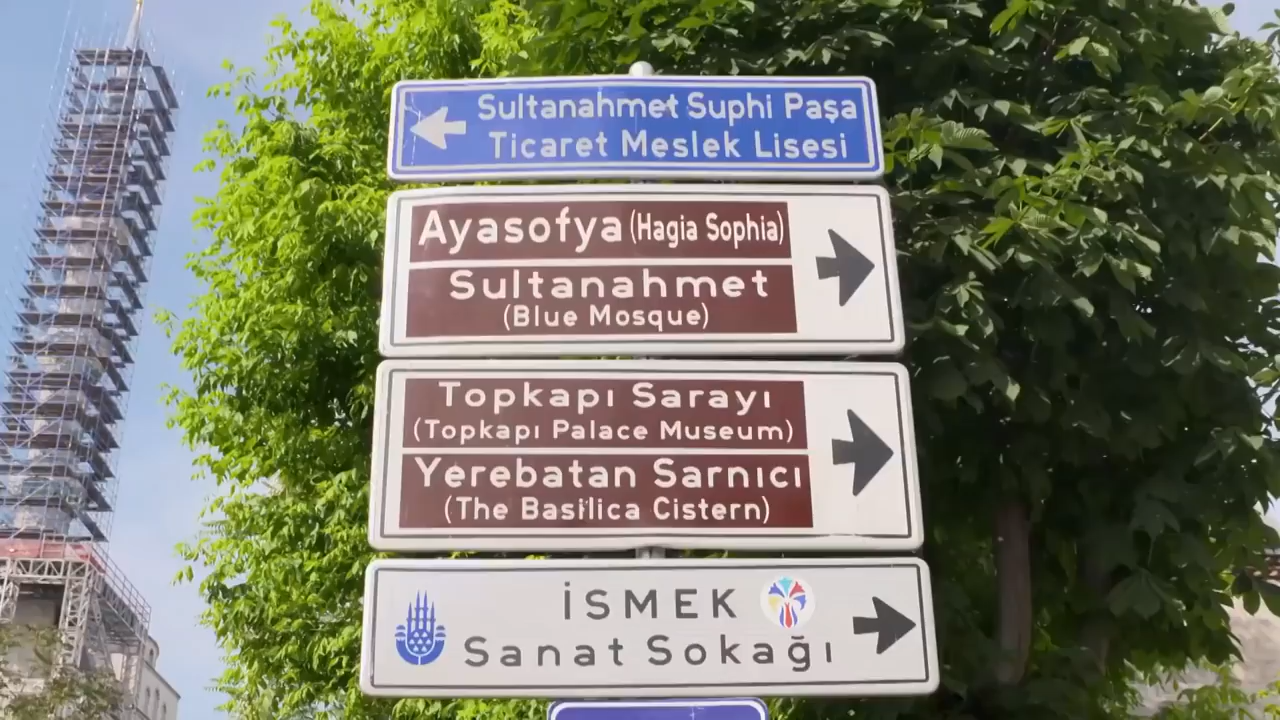 Sultanahmet Suphi Paşa
Ticaret Meslek Lisesi
Ayasofya (Hagia Sophia)
Sultanahmet
(Blue Mosque)
Topkapı Sarayı
(Topkapı Palace Museum)
Yerebatan Sarnıcı
(The Basilica Cistern)
İSMEK
Sanat Sokağı